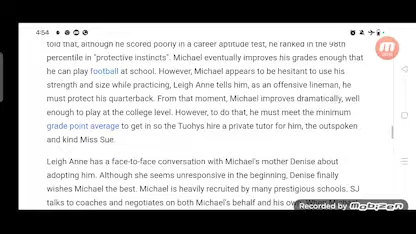 4:54
told that, although he scored poorly in a career aptitude test, he ranked in the 98th
percentile in "protective instincts". Michael eventually improves his grades enough that
he can play football at school. However, Michael appears to be hesitant to use his
strength and size while practicing, Leigh Anne tells him, as an offensive lineman, he
must protect his quarterback. From that moment, Michael improves dramatically, well
enough to play at the college level. However, to do that, he must meet the minimum
grade point average to get in so the Tuohys hire a private tutor for him, the outspoken
and kind Miss Sue.
Leigh Anne has a face-to-face conversation with Michael's mother Denise about
adopting him. Although she seems unresponsive in the beginning, Denise finally
wishes Michael the best. Michael is heavily recruited by many prestigious schools. SJ
talks to coaches and negotiates on both Michael's behalf and his
Recorded by Mobizen